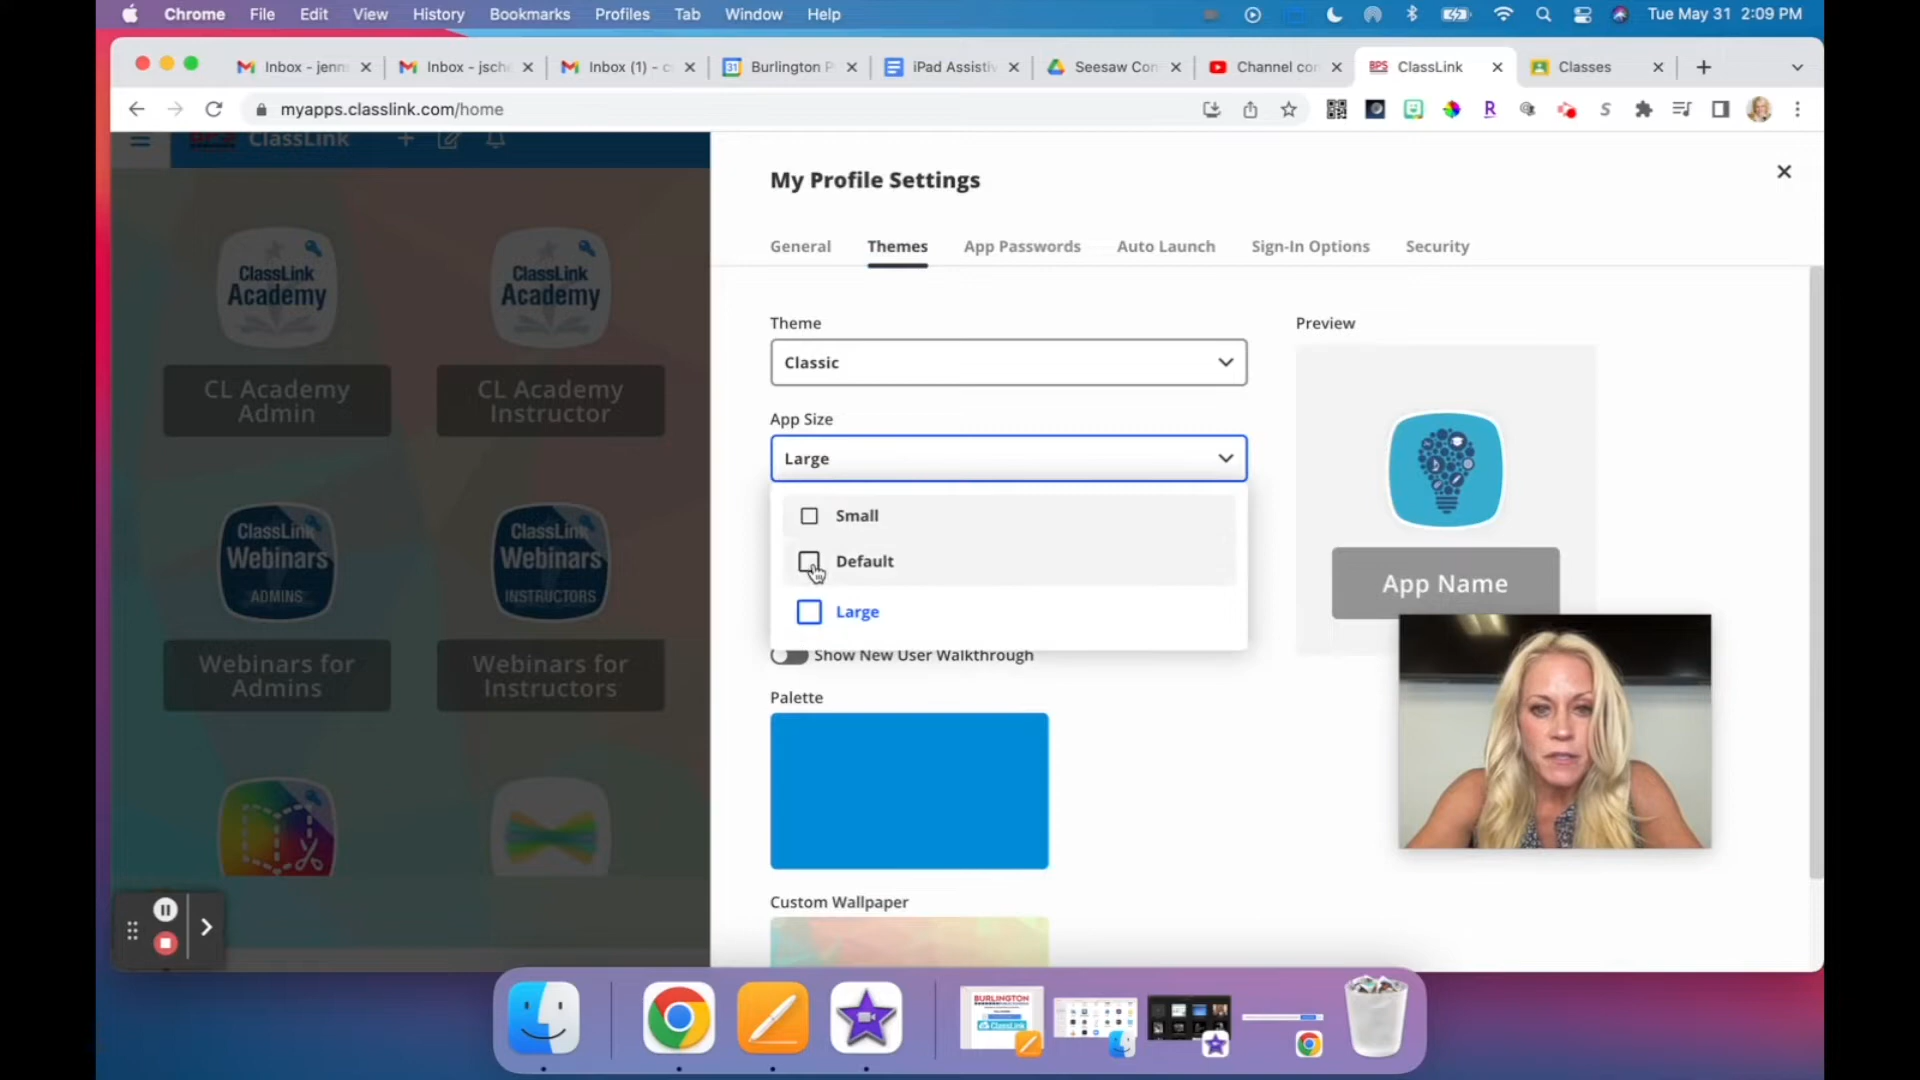 Chrome File Edit View History Bookmarks Profiles Tab Window Help Tue May 31 2:09 PM
Inbox - jenn Inbox - jsche Inbox (1) - c Burlington P iPad Assistiv Seesaw Con Channel con ClassLink Classes
myapps.classlink.com/home
ClassLink
My Profile Settings
General Themes App Passwords Auto Launch Sign-In Options Security
ClassLink
Academy
CL Academy
Admin
ClassLink
Academy
CL Academy
Instructor
ClassLink
Webinars
ADMINS
Webinars for
Admins
ClassLink
Webinars
INSTRUCTORS
Webinars for
Instructors
Theme
Classic
App Size
Large
Small
Default
Large
Show New User Walkthrough
Palette
Custom Wallpaper
Preview
App Name
BURLINGTON
ClassLink